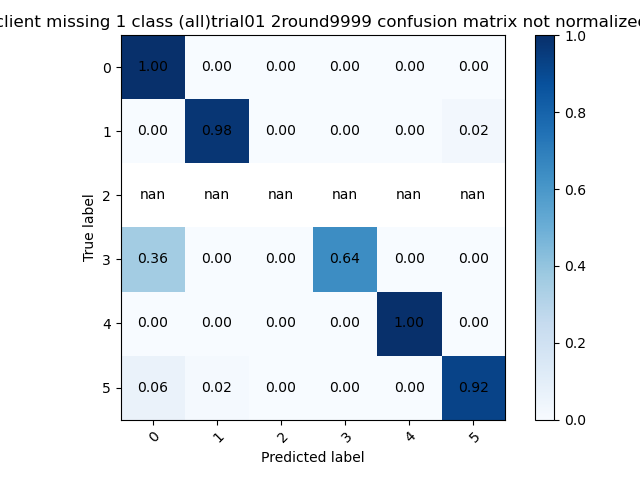 client missing 1 class (all)trial01 2round9999 confusion matrix not normalized
True label
0 1.00 0.00 0.00 0.00 0.00 0.00
1 0.00 0.98 0.00 0.00 0.00 0.02
2 nan nan nan nan nan nan
3 0.36 0.00 0.00 0.64 0.00 0.00
4 0.00 0.00 0.00 0.00 1.00 0.00
5 0.06 0.02 0.00 0.00 0.00 0.92
0 1 2 3 4 5
Predicted label
1.0
0.8
0.6
0.4
0.2
0.0